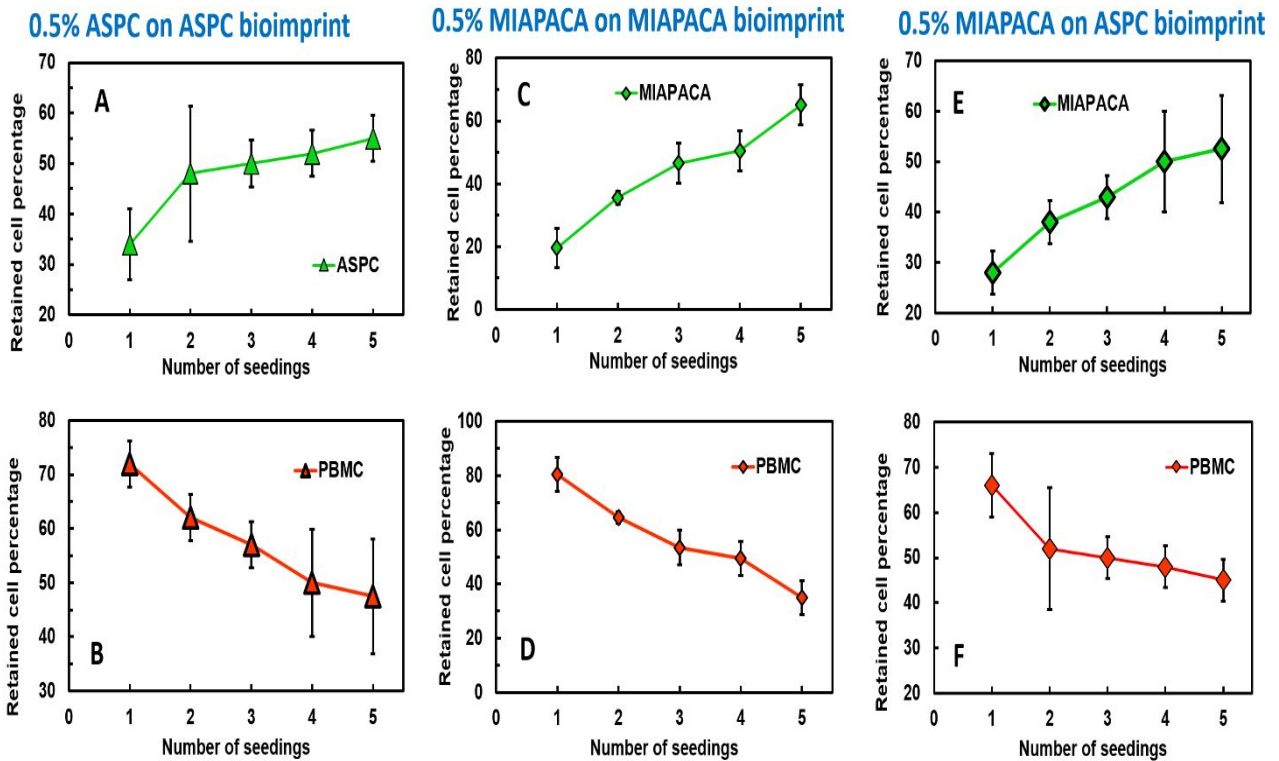 0.5% ASPC on ASPC bioimprint
0.5% MIAPACA on MIAPACA bioimprint
0.5% MIAPACA on ASPC bioimprint
A
Retained cell percentage
70
60
50
40
30
20
0 1 2 3 4 5
Number of seedings
ASPC
C
Retained cell percentage
80
60
40
20
0
0 1 2 3 4 5
Number of seedings
MIAPACA
E
Retained cell percentage
70
60
50
40
30
20
0 1 2 3 4 5
Number of seedings
MIAPACA
B
Retained cell percentage
80
70
60
50
40
30
0 1 2 3 4 5
Number of seedings
PBMC
D
Retained cell percentage
100
80
60
40
20
0
0 1 2 3 4 5
Number of seedings
PBMC
F
Retained cell percentage
80
70
60
50
40
30
20
0 1 2 3 4 5
Number of seedings
PBMC